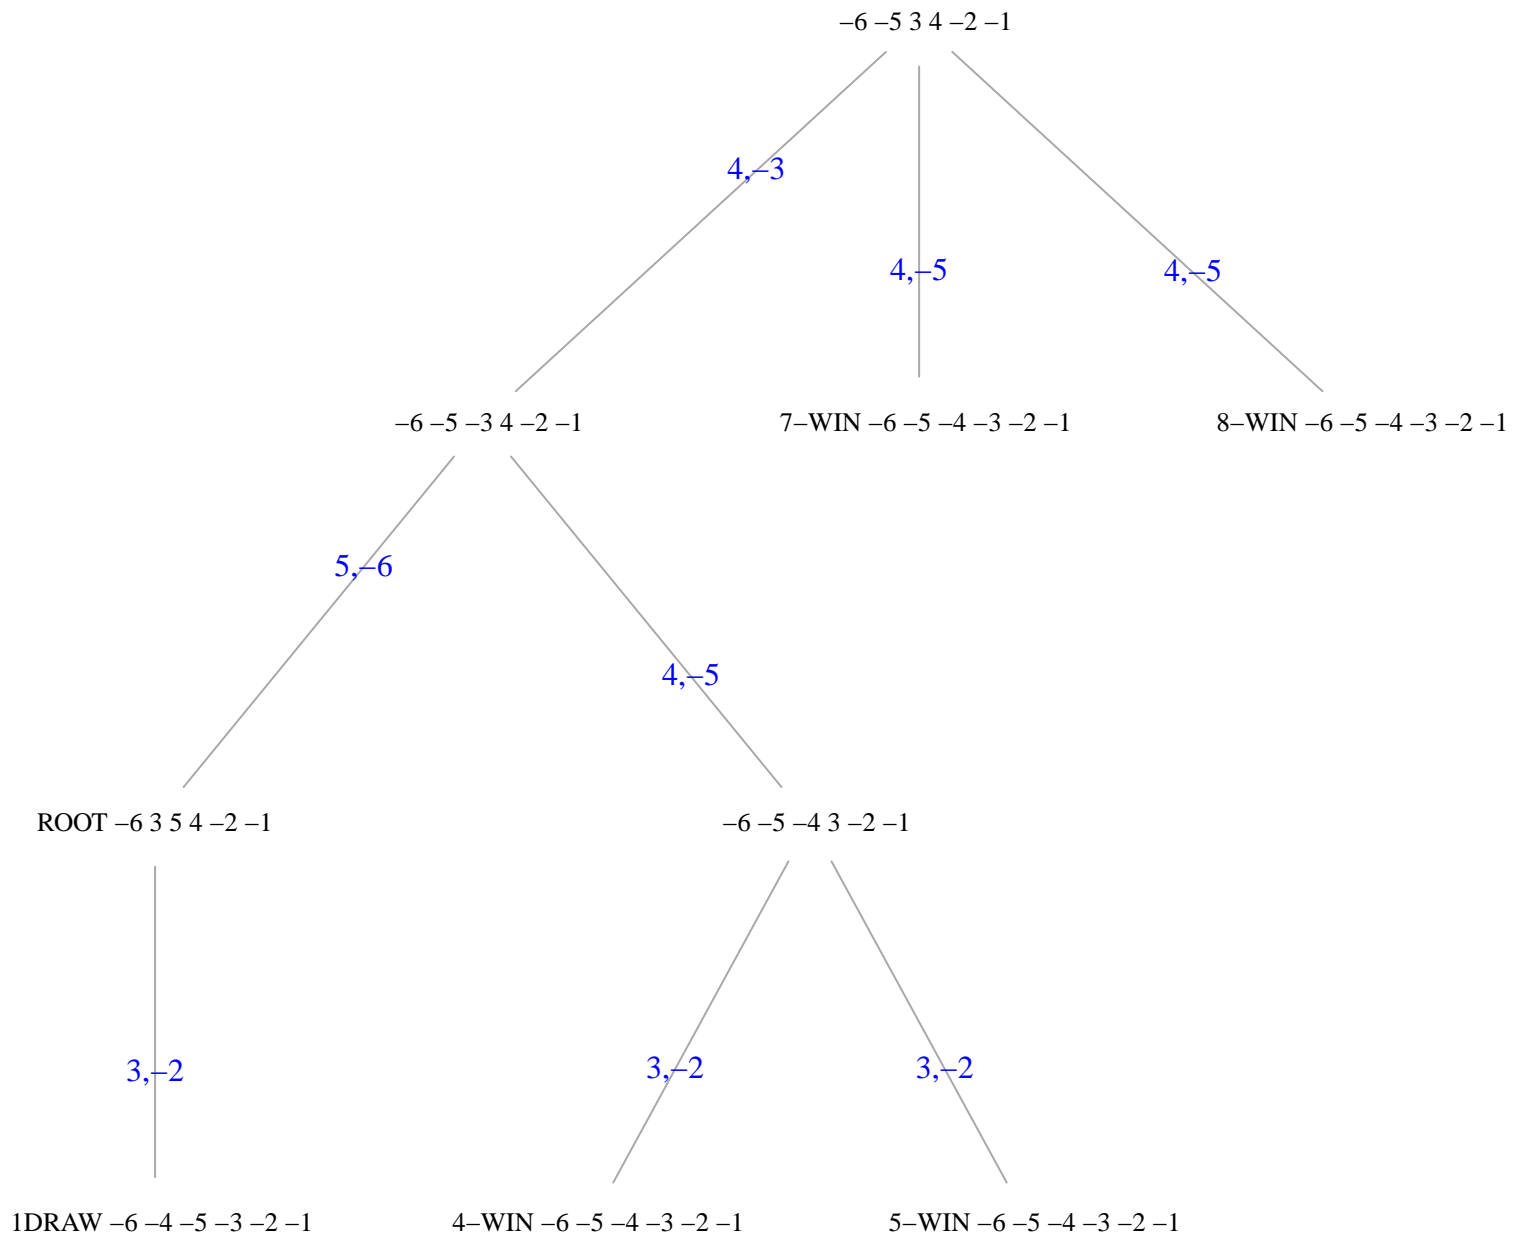 –6 –5 3 4 –2 –1
4,–3
4,–5
4,–5
–6 –5 –3 4 –2 –1
7–WIN –6 –5 –4 –3 –2 –1
8–WIN –6 –5 –4 –3 –2 –1
5,–6
4,–5
ROOT –6 3 5 4 –2 –1
–6 –5 –4 3 –2 –1
3,–2
3,–2
3,–2
1DRAW –6 –4 –5 –3 –2 –1
4–WIN –6 –5 –4 –3 –2 –1
5–WIN –6 –5 –4 –3 –2 –1